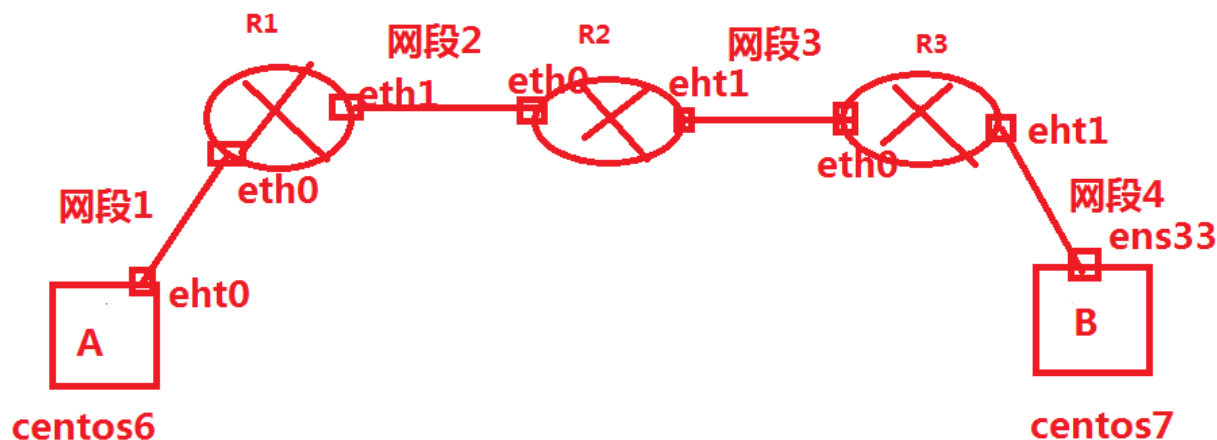 R1
网段2
R2
网段3
R3
eth1
eth0
eht1
eth0
eht1
网段1
eth0
网段4
ens33
eht0
A
B
centos6
centos7